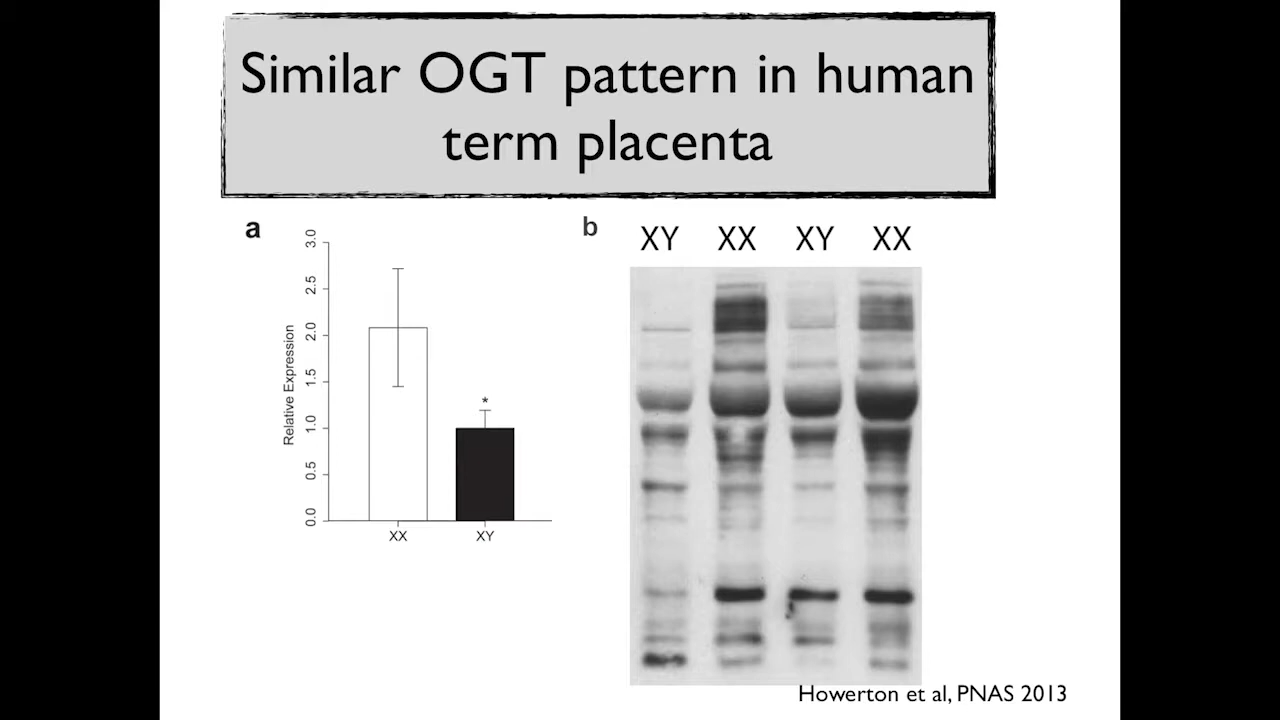 Similar OGT pattern in human
term placenta
a
Relative Expression
3.0
2.5
2.0
1.5
1.0
0.5
0.0
*
XX XY
b
XY XX XY XX
Howerton et al, PNAS 2013